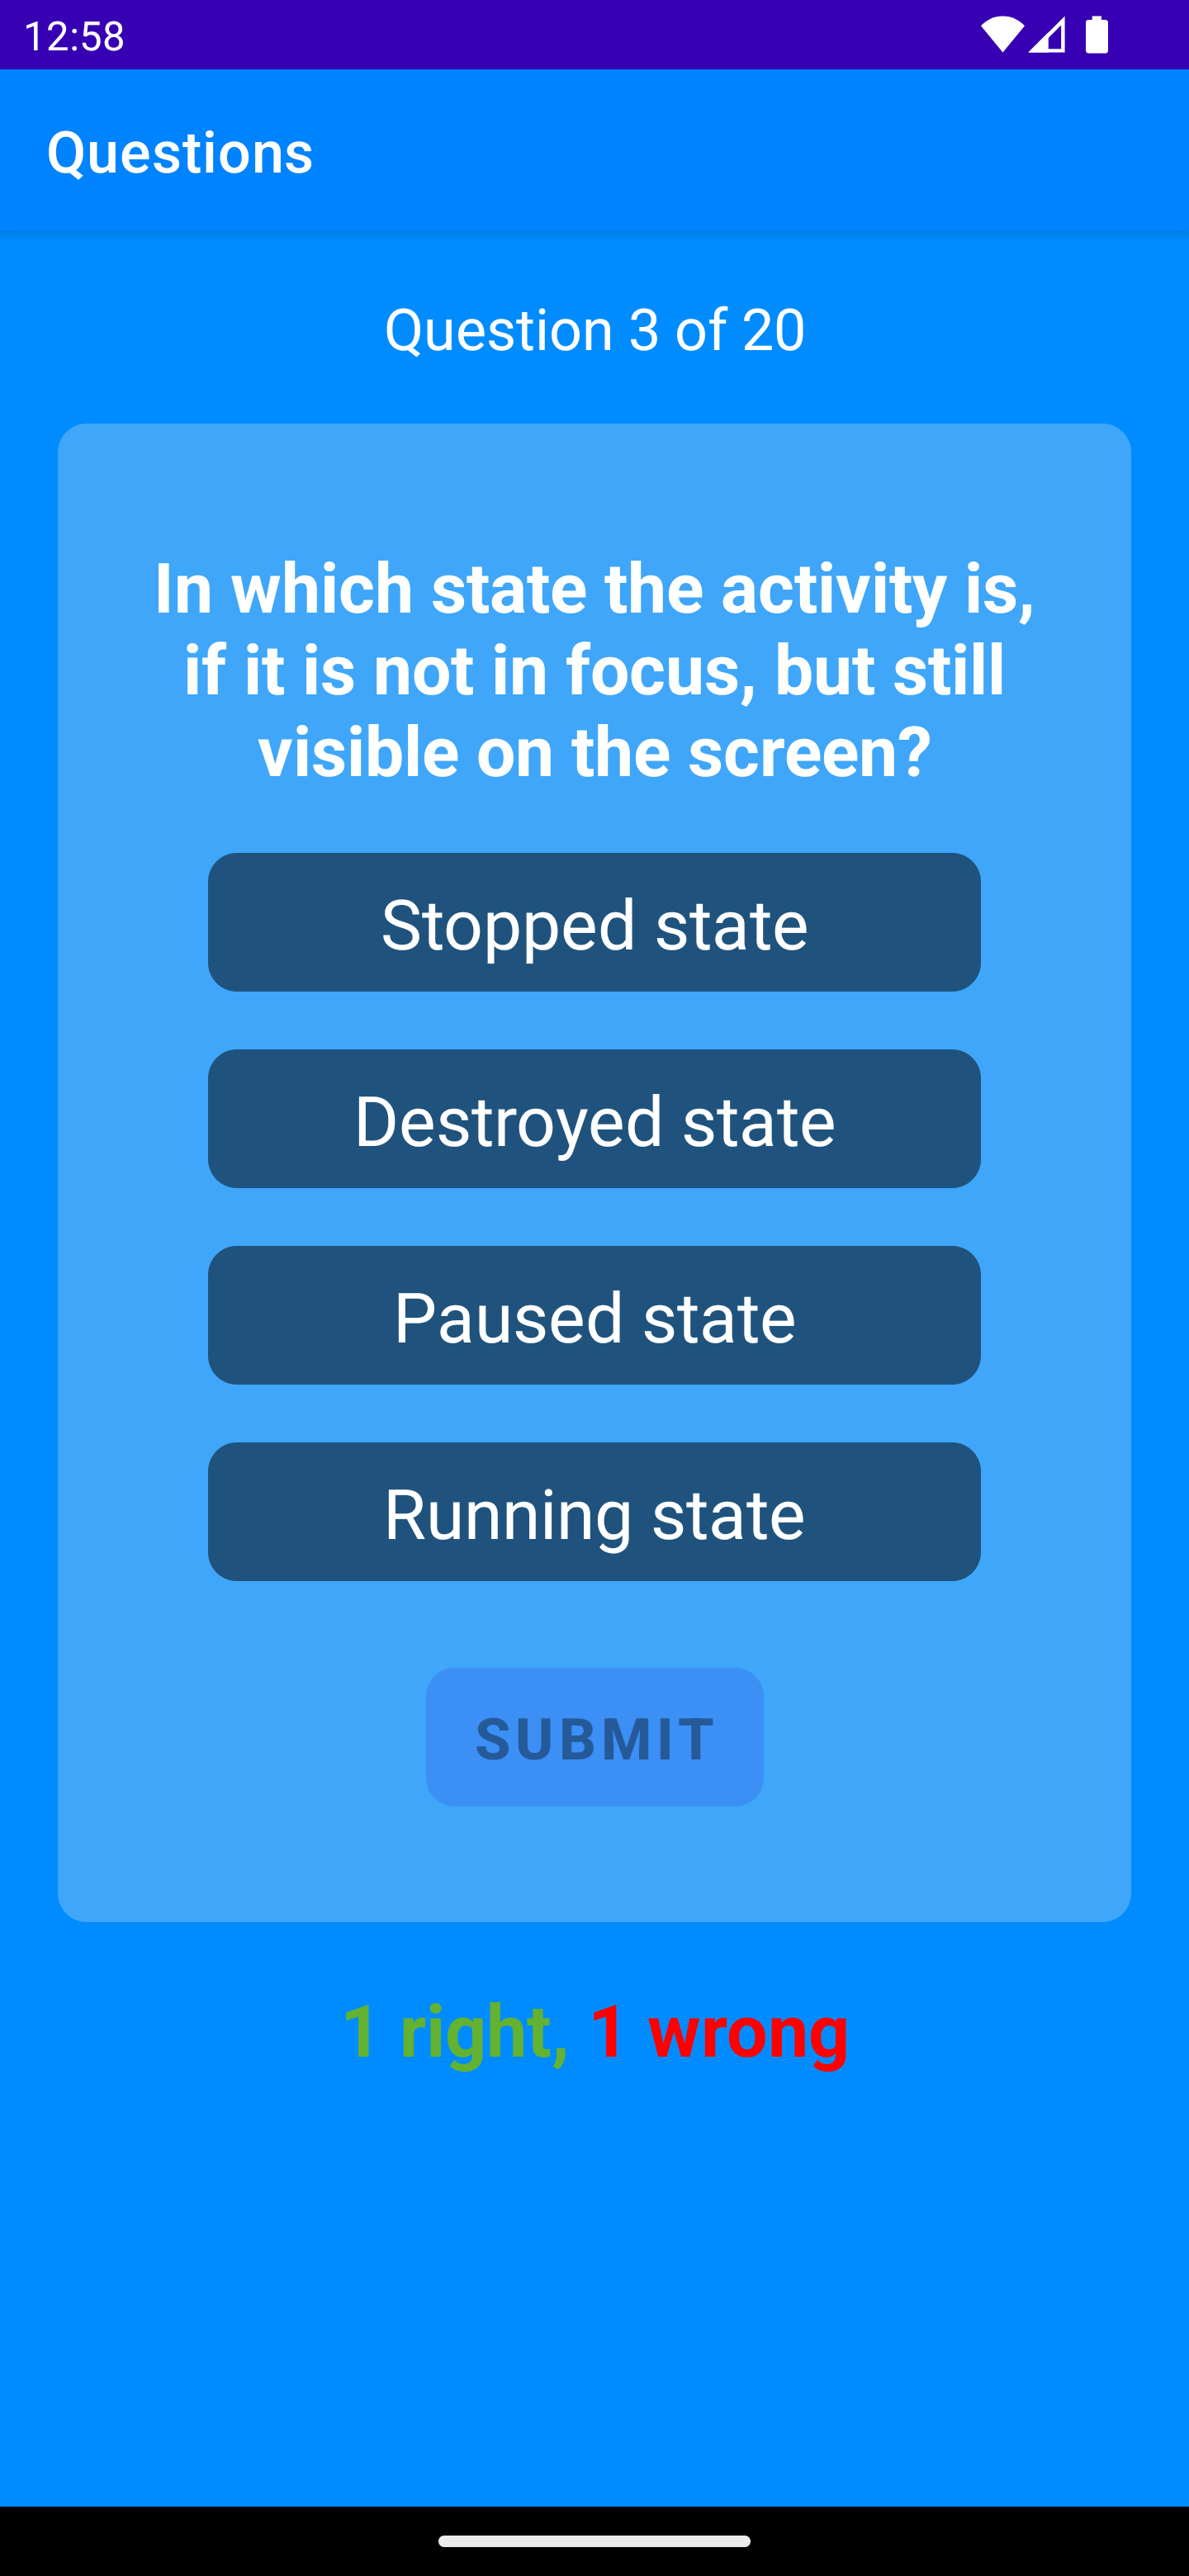 12:58
Questions
Question 3 of 20
In which state the activity is,
if it is not in focus, but still
visible on the screen?
Stopped state
Destroyed state
Paused state
Running state
SUBMIT
1 right, 1 wrong